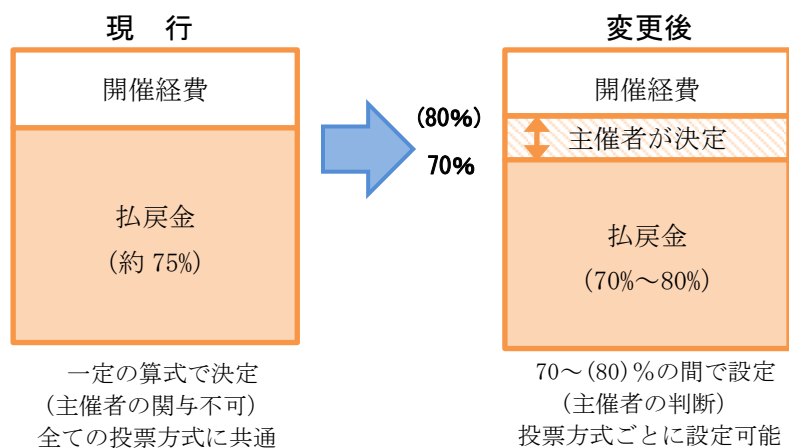 現　行
開催経費
払戻金
(約 75%)
一定の算式で決定
(主催者の関与不可)
全ての投票方式に共通
(80%)
70%
変更後
開催経費
主催者が決定
払戻金
(70%～80%)
70～(80)％の間で設定
(主催者の判断)
投票方式ごとに設定可能